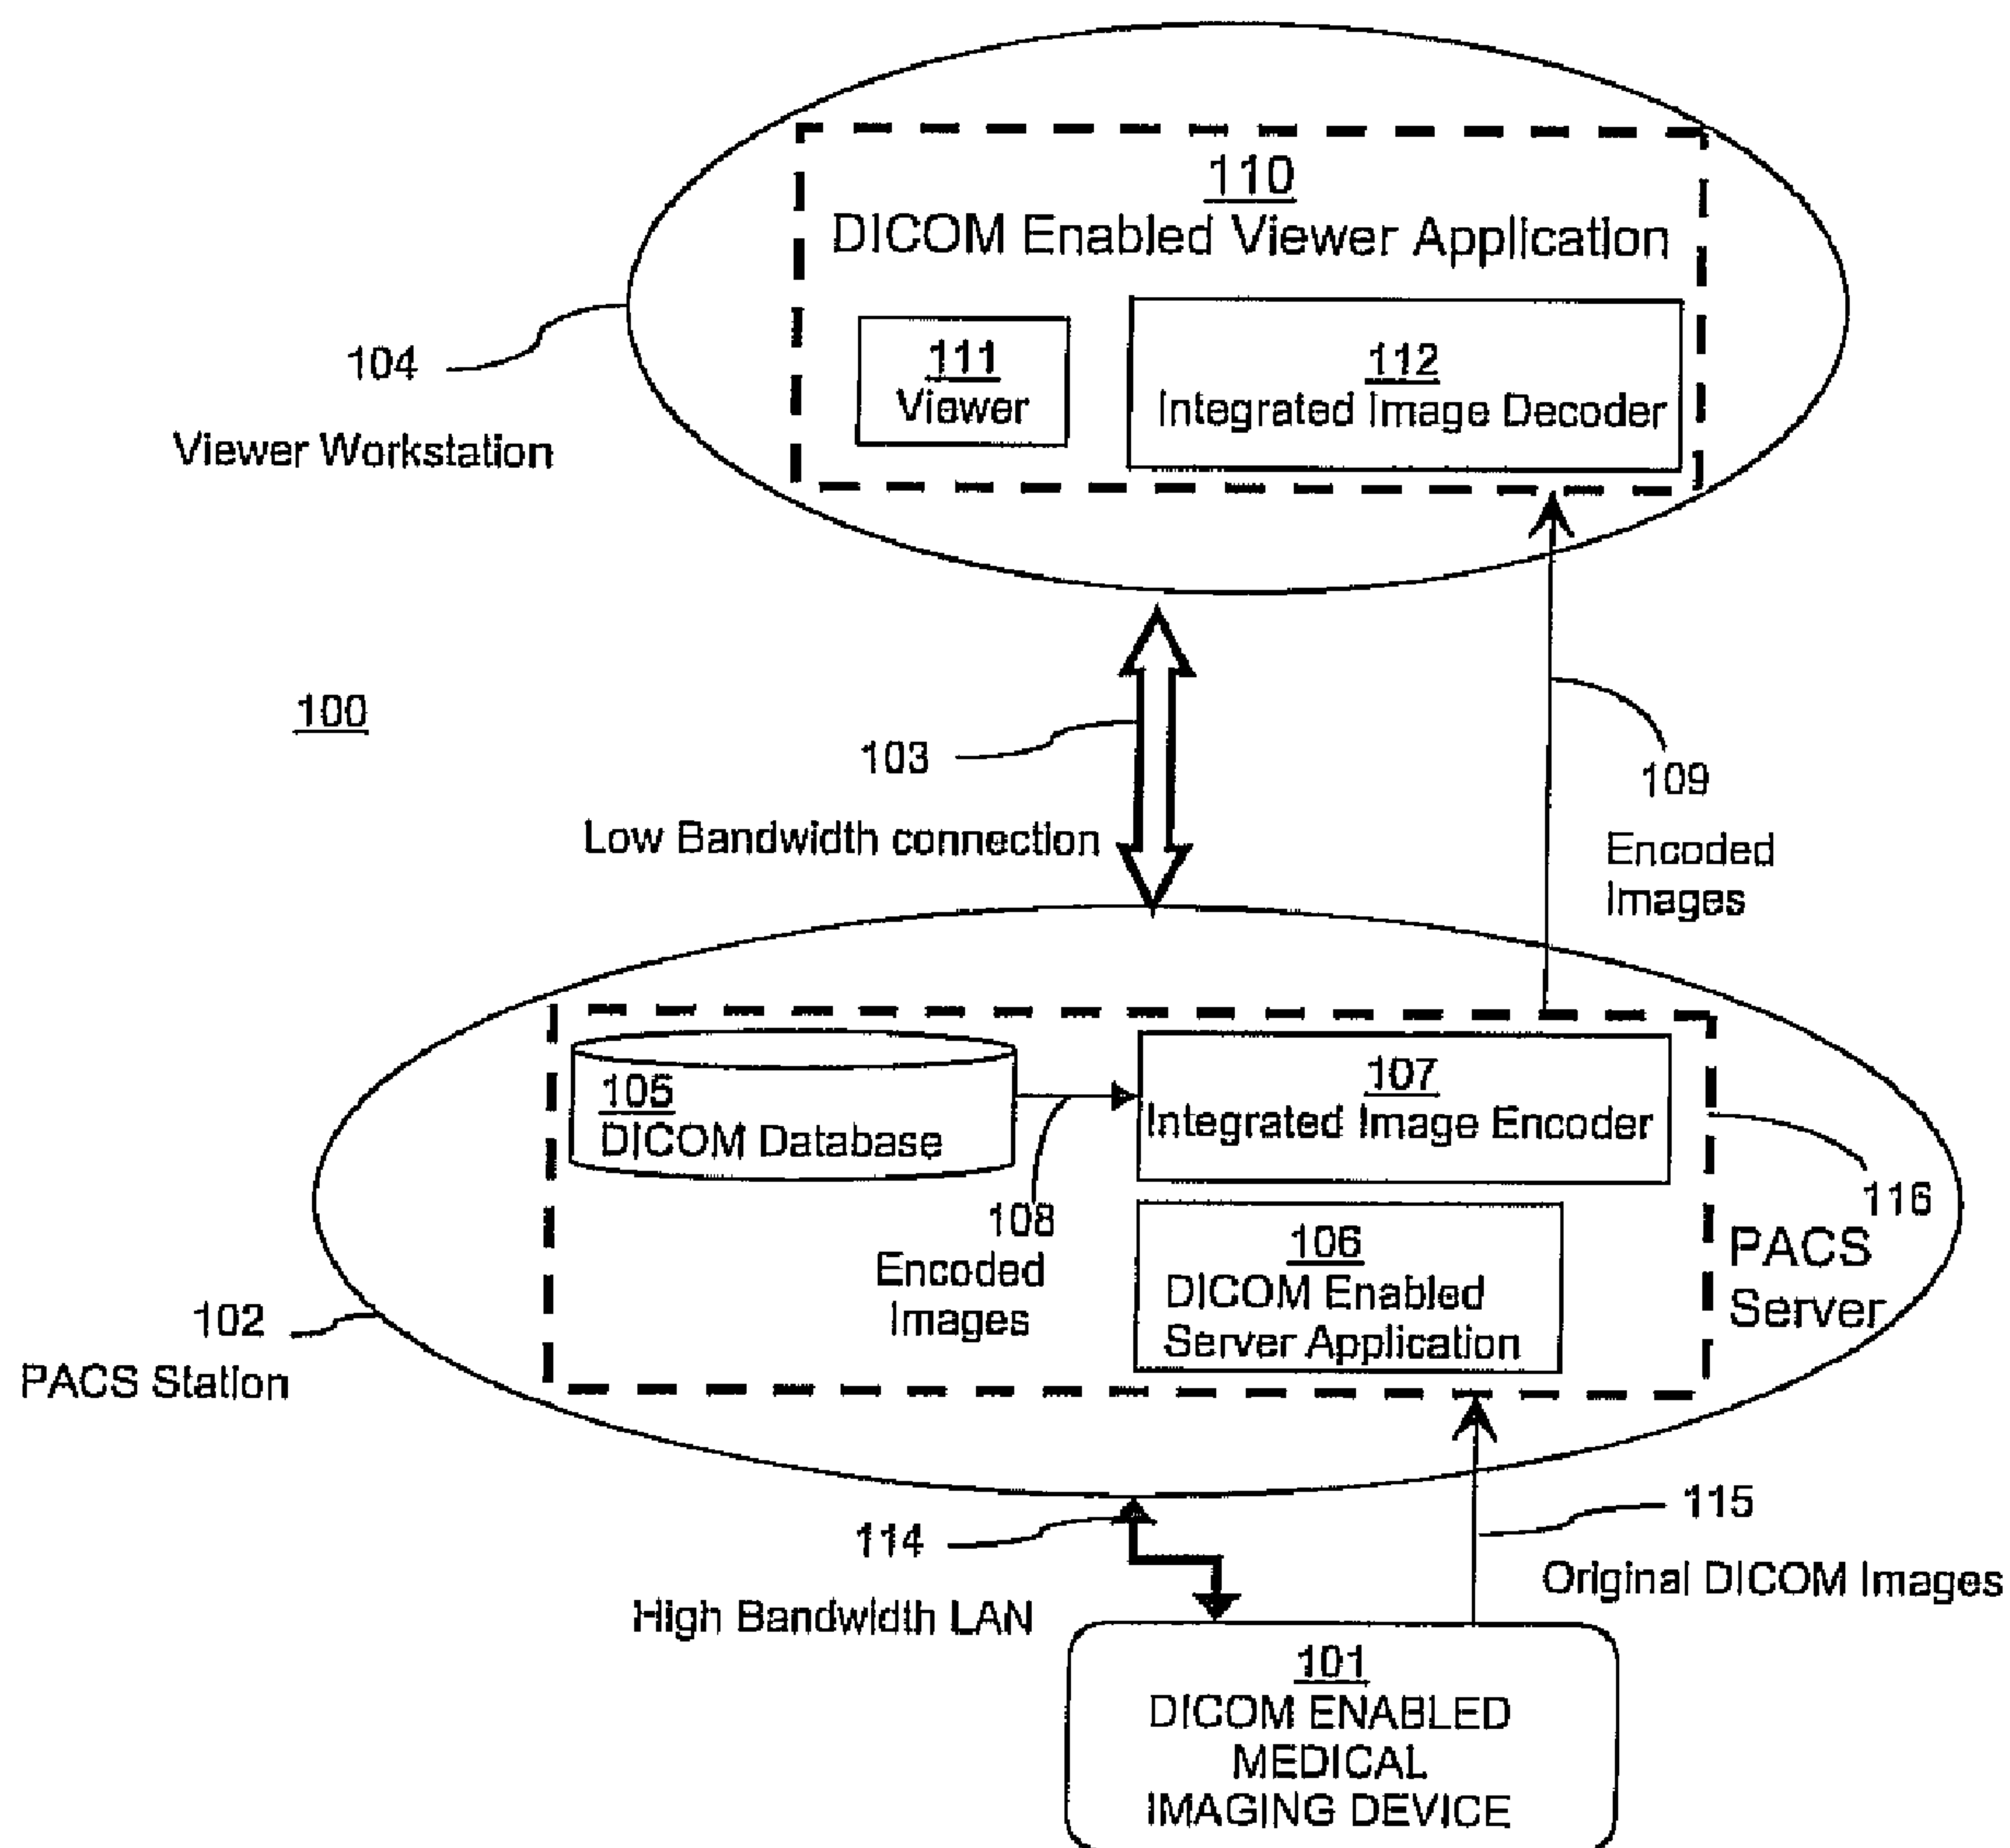 110
DICOM Enabled Viewer Application
111
Viewer
112
Integrated Image Decoder
104
Viewer Workstation
100
103
Low Bandwidth connection
109
Encoded
Images
105
DICOM Database
107
Integrated Image Encoder
108
Encoded
Images
106
DICOM Enabled
Server Application
116
PACS
Server
102
PACS Station
114
High Bandwidth LAN
115
Original DICOM Images
101
DICOM ENABLED
MEDICAL
IMAGING DEVICE